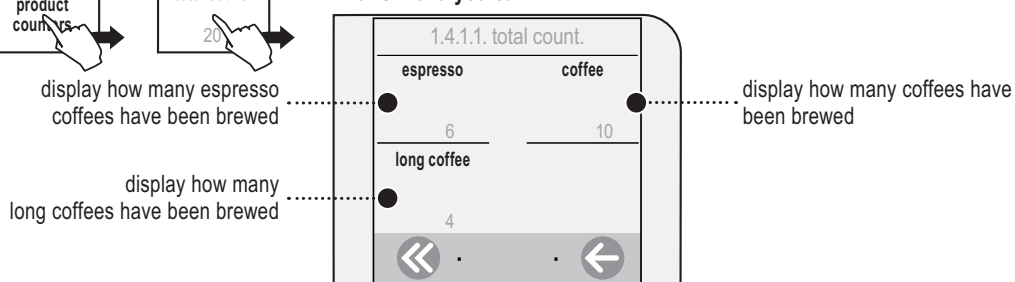 product
counters
20
1.4.1.1. total count.
espresso
coffee
display how many espresso
coffees have been brewed
display how many coffees have
been brewed
6
10
long coffee
display how many
long coffees have been brewed
4